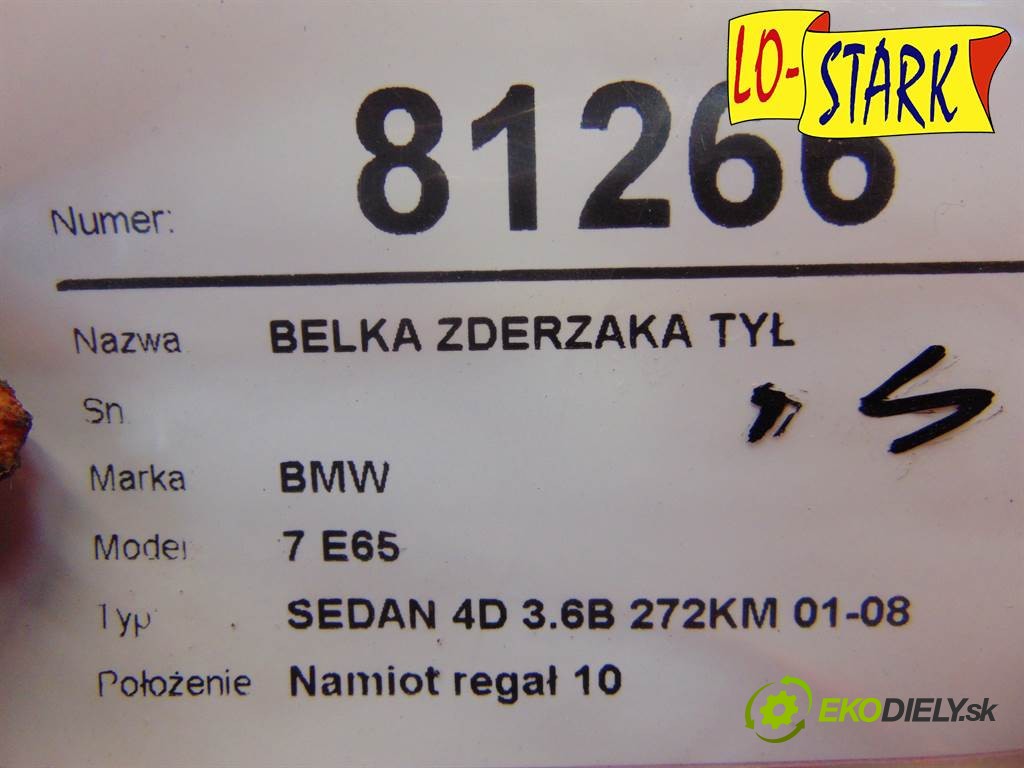 LO-STARK
Numer: 81266
Nazwa BELKA ZDERZAKA TYŁ
Sn.
Marka BMW
Model 7 E65
Typ SEDAN 4D 3.6B 272KM 01-08
Położenie Namiot regał 10
EKODIELY.sk